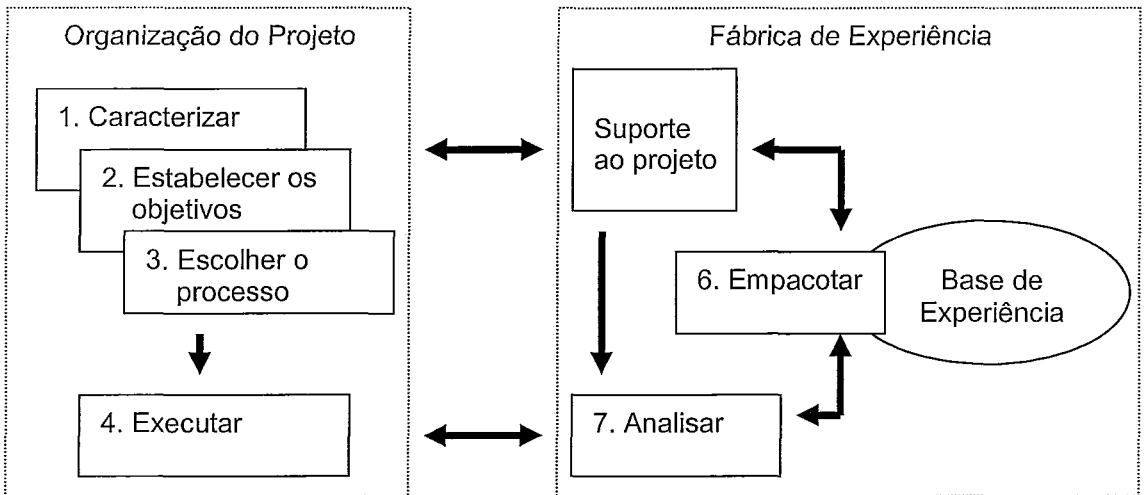 Organização do Projeto
1. Caracterizar
2. Estabelecer os
objetivos
3. Escolher o
processo
4. Executar
Fábrica de Experiência
Suporte
ao projeto
6. Empacotar
Base de
Experiência
7. Analisar